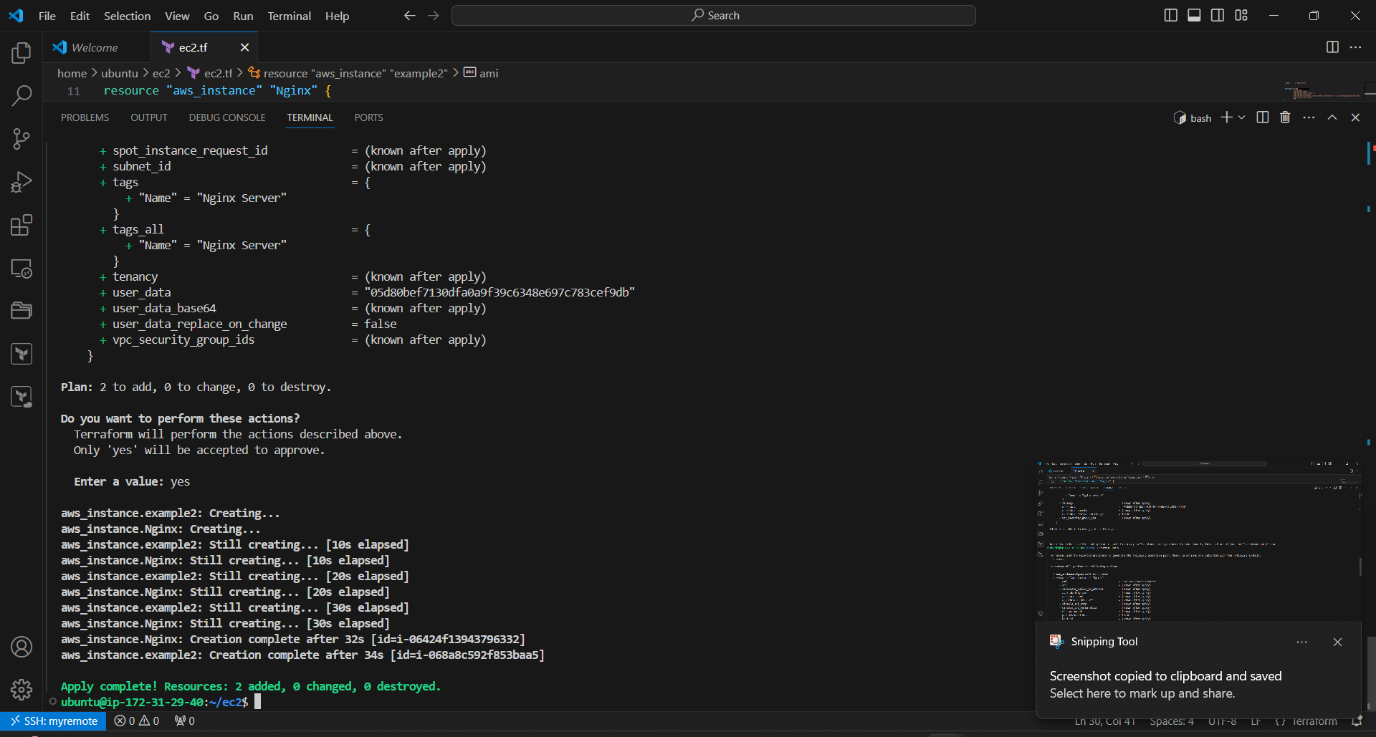 File Edit Selection View Go Run Terminal Help
Search
Welcome
ec2.tf
home > ubuntu > ec2 > ec2.tf > resource "aws_instance" "example2" > ami
11 resource "aws_instance" "Nginx" {
PROBLEMS OUTPUT DEBUG CONSOLE TERMINAL PORTS
bash
+ spot_instance_request_id = (known after apply)
+ subnet_id = (known after apply)
+ tags = {
+ "Name" = "Nginx Server"
}
+ tags_all = {
+ "Name" = "Nginx Server"
}
+ tenancy = (known after apply)
+ user_data = "05d80bef7130dfa0a9f39c6348e697c783cef9db"
+ user_data_base64 = (known after apply)
+ user_data_replace_on_change = false
+ vpc_security_group_ids = (known after apply)
}
Plan: 2 to add, 0 to change, 0 to destroy.
Do you want to perform these actions?
Terraform will perform the actions described above.
Only 'yes' will be accepted to approve.
Enter a value: yes
aws_instance.example2: Creating...
aws_instance.Nginx: Creating...
aws_instance.example2: Still creating... [10s elapsed]
aws_instance.Nginx: Still creating... [10s elapsed]
aws_instance.example2: Still creating... [20s elapsed]
aws_instance.Nginx: Still creating... [20s elapsed]
aws_instance.example2: Still creating... [30s elapsed]
aws_instance.Nginx: Still creating... [30s elapsed]
aws_instance.Nginx: Creation complete after 32s [id=i-06424f13943796332]
aws_instance.example2: Creation complete after 34s [id=i-068a8c592f853baa5]
Apply complete! Resources: 2 added, 0 changed, 0 destroyed.
ubuntu@ip-172-31-29-40:~/ec2$
Snipping Tool
Screenshot copied to clipboard and saved
Select here to mark up and share.
SSH: myremote 0 0 0
Ln 30, Col 41 Spaces: 4 UTF-8 LF {} Terraform